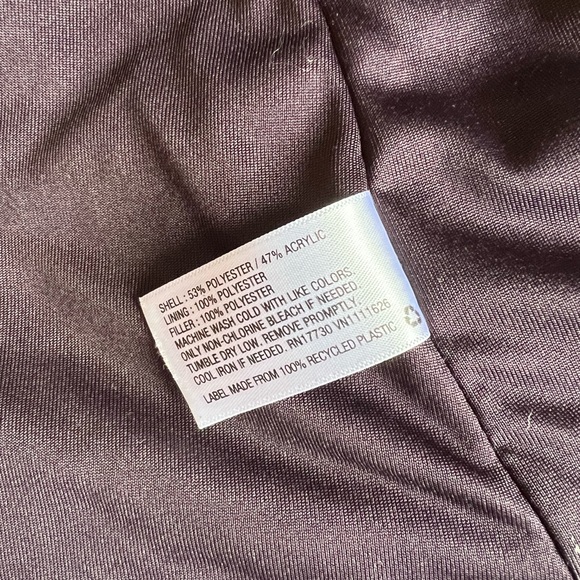 SHELL : 53% POLYESTER / 47% ACRYLIC
LINING : 100% POLYESTER
FILLER : 100% POLYESTER
MACHINE WASH COLD WITH LIKE COLORS.
ONLY NON-CHLORINE BLEACH IF NEEDED.
TUMBLE DRY LOW. REMOVE PROMPTLY.
COOL IRON IF NEEDED. RN17730 VN1111626
LABEL MADE FROM 100% RECYCLED PLASTIC